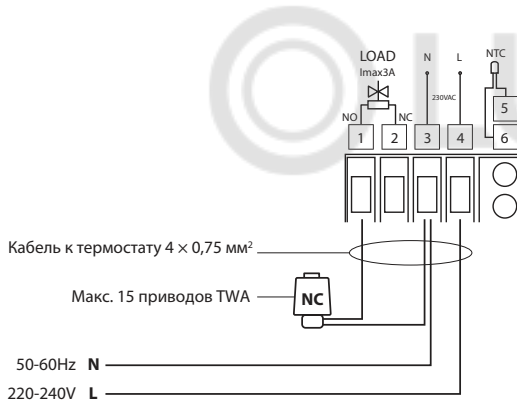 LOAD
Imax3A
N
L
NTC
230VAC
NO
NC
5
1
2
3
4
6
Кабель к термостату 4 × 0,75 мм²
Макс. 15 приводов TWA
NC
50-60Hz N
220-240V L